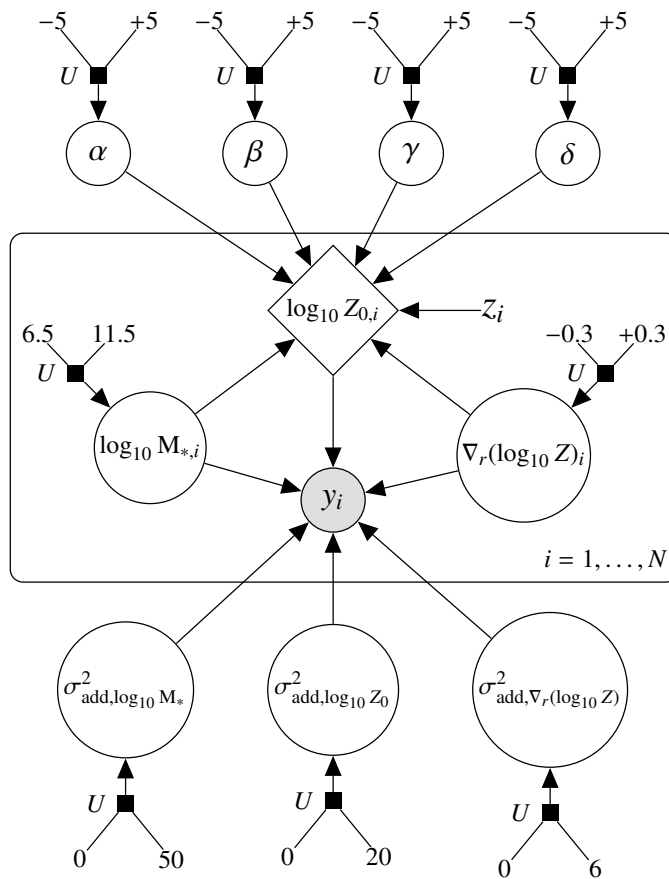 −5 +5 −5 +5 −5 +5 −5 +5
U U U U
α β γ δ
log₁₀ Z₀,ᵢ
zᵢ
6.5 11.5
−0.3 +0.3
U
U
log₁₀ M∗,ᵢ
∇ᵣ(log₁₀ Z)ᵢ
yᵢ
i = 1, . . . , N
σ²add,log₁₀ M∗
σ²add,log₁₀ Z₀
σ²add,∇ᵣ(log₁₀ Z)
U U U
0 50 0 20 0 6